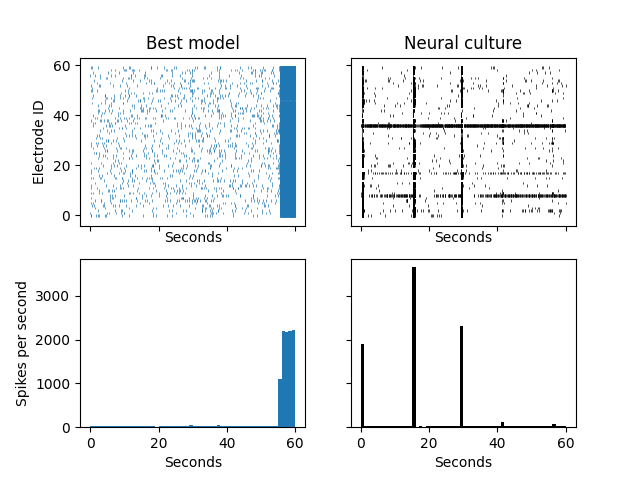 Best model
Neural culture
Electrode ID
60
40
20
0
Seconds
Seconds
Spikes per second
3000
2000
1000
0
0 20 40 60
0 20 40 60
Seconds
Seconds